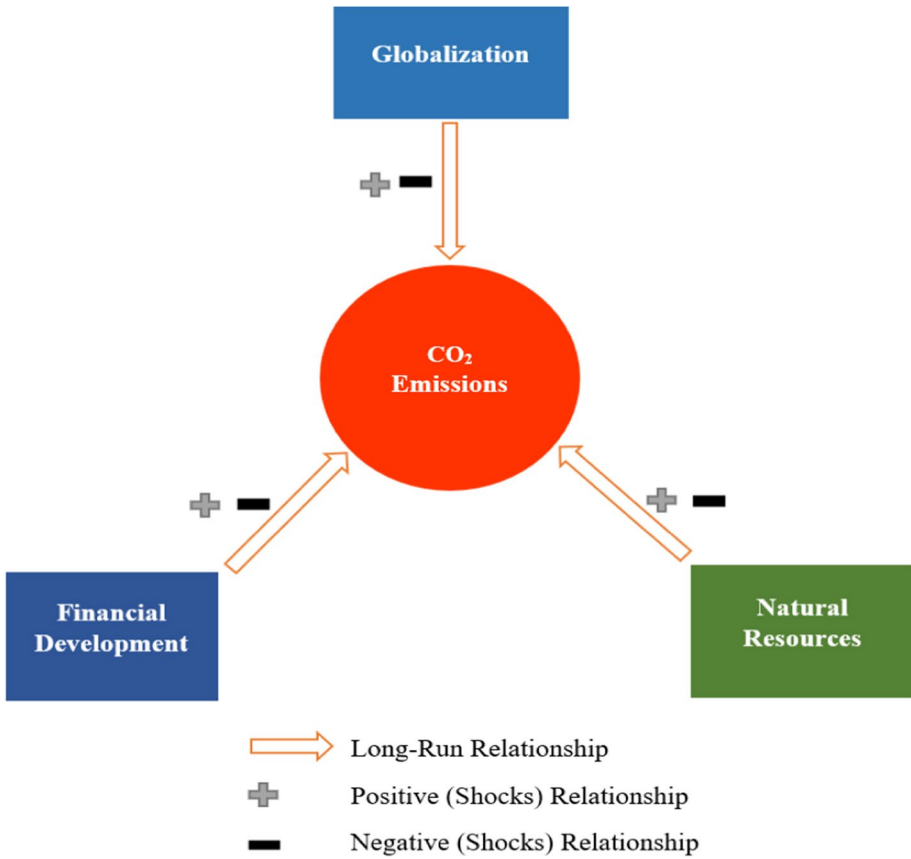 Globalization
CO₂
Emissions
Financial
Development
Natural
Resources
Long-Run Relationship
Positive (Shocks) Relationship
Negative (Shocks) Relationship